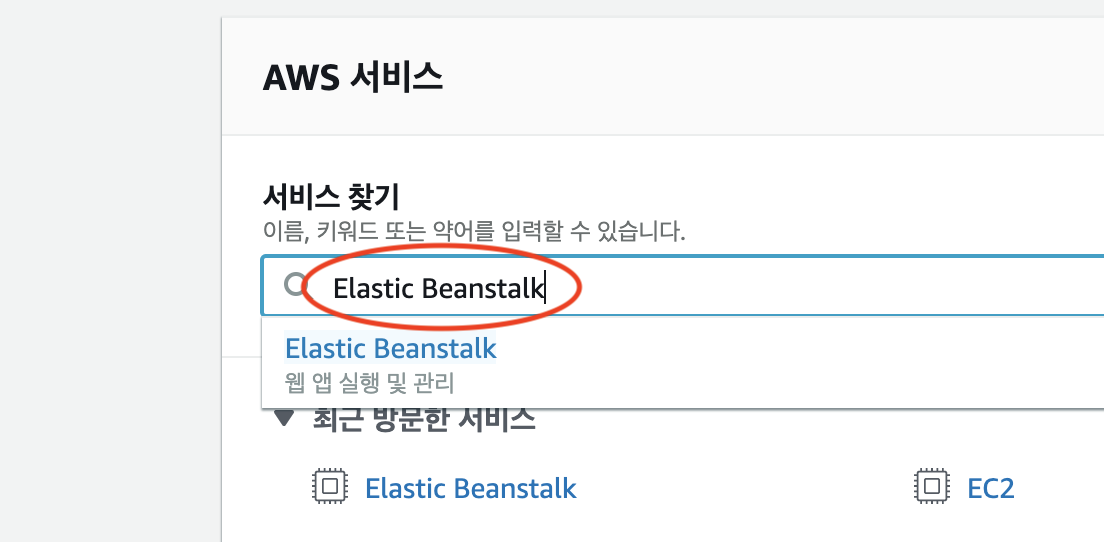 AWS 서비스
서비스 찾기
이름, 키워드 또는 약어를 입력할 수 있습니다.
Elastic Beanstalk
Elastic Beanstalk
웹 앱 실행 및 관리
최근 방문한 서비스
Elastic Beanstalk EC2